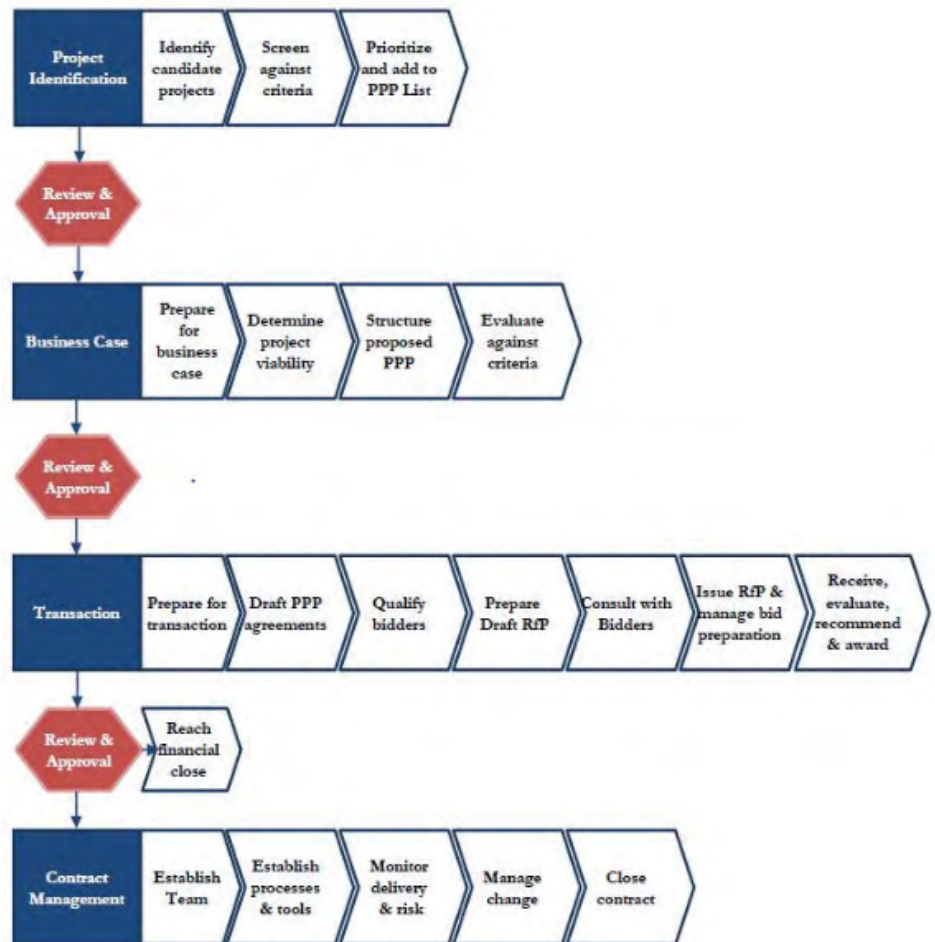 Project
Identification
Identify
candidate
projects
Screen
against
criteria
Prioritize
and add to
PPP List
Review &
Approval
Business Case
Prepare
for
business
case
Determine
project
viability
Structure
proposed
PPP
Evaluate
against
criteria
Review &
Approval
Transaction
Prepare for
transaction
Draft PPP
agreements
Qualify
bidders
Prepare
Draft RfP
Consult with
Bidders
Issue RfP &
manage bid
preparation
Receive,
evaluate,
recommend
& award
Review &
Approval
Reach
financial
close
Contract
Management
Establish
Team
Establish
processes
& tools
Monitor
delivery
& risk
Manage
change
Close
contract